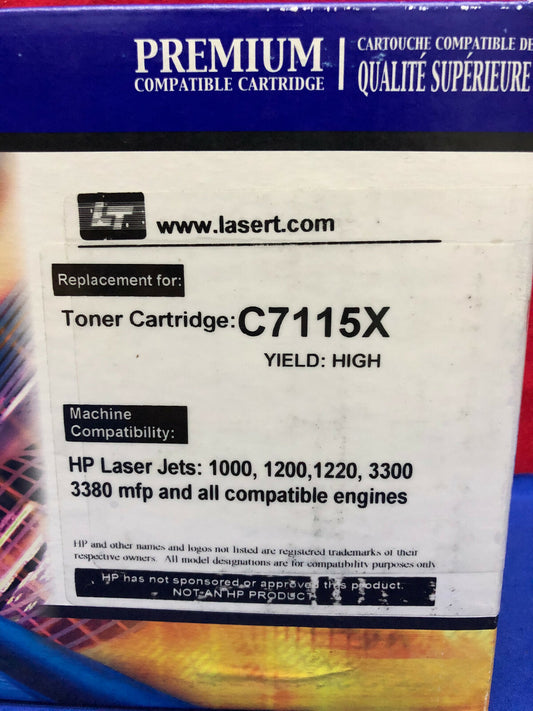 PREMIUM
COMPATIBLE CARTRIDGE
CARTOUCHE COMPATIBLE DE
QUALITÉ SUPÉRIEURE
LT
www.lasert.com
Replacement for:
Toner Cartridge: C7115X
YIELD: HIGH
Machine
Compatibility:
HP Laser Jets: 1000, 1200,1220, 3300
3380 mfp and all compatible engines
HP and other names and logos not listed are registered trademarks of their
respective owners. All model designations are for compatibility purposes only
HP has not sponsored or approved this product.
NOT AN HP PRODUCT